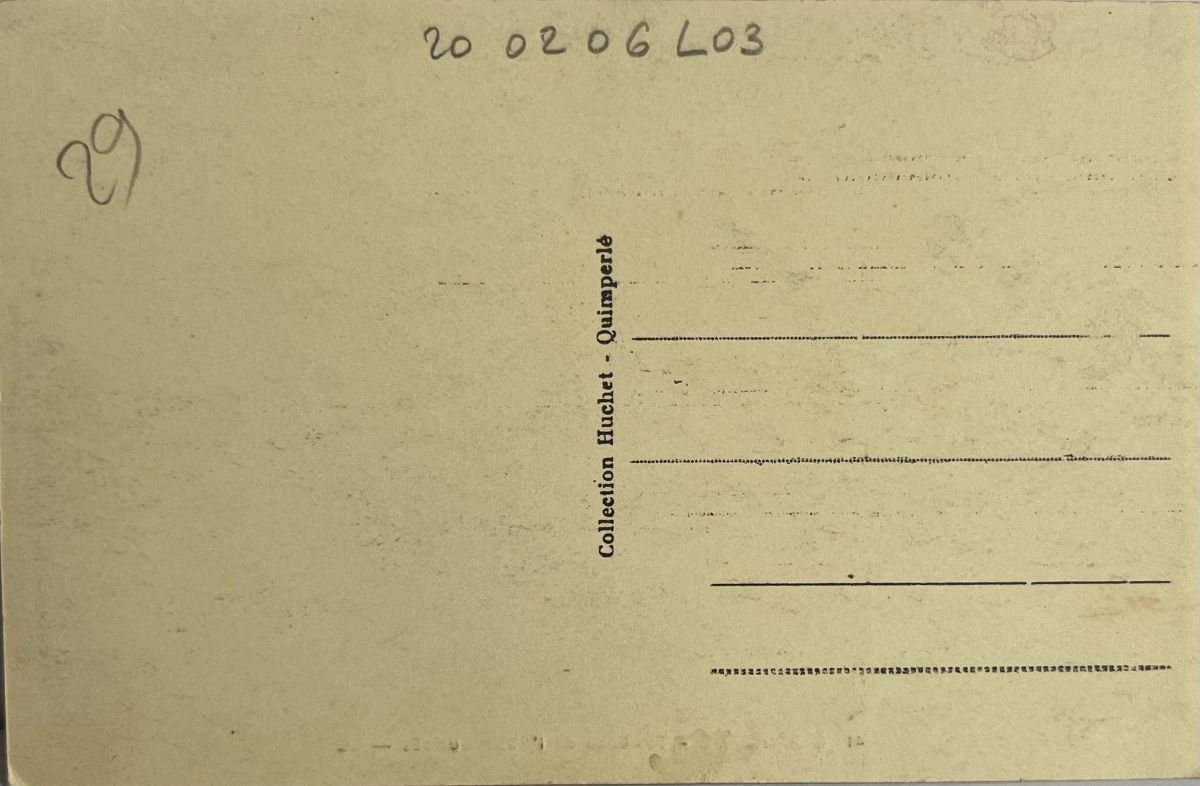 20 02 06 L03
29
Collection Huchet - Quimperlé